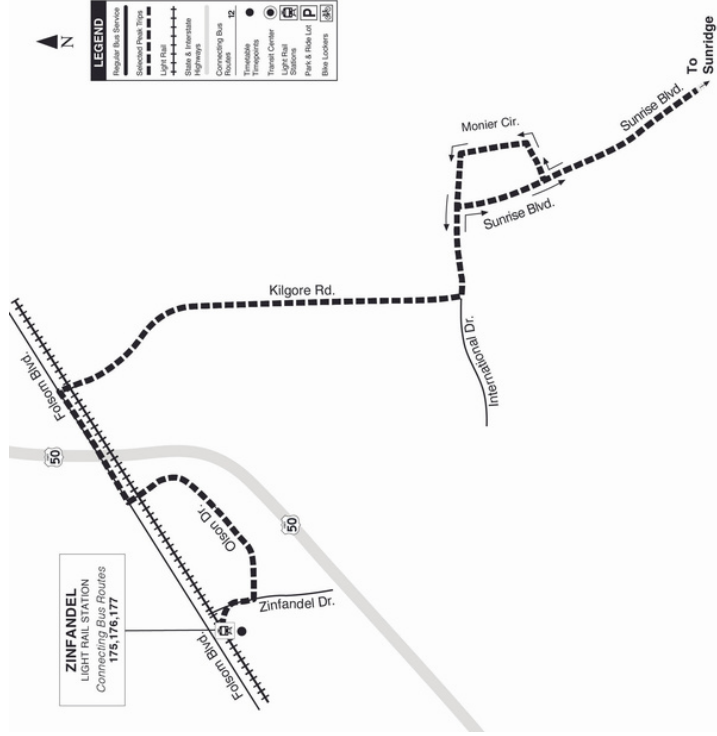 N
LEGEND
Regular Bus Service
Selected Peak Trips
Light Rail
State & Interstate
Highways
Connecting Bus
Routes
12
Timetable
Timepoints
Transit Center
Light Rail
Stations
Park & Ride Lot
P
Bike Lockers
To
Sunridge
Sunrise Blvd.
Monier Cir.
Sunrise Blvd.
Kilgore Rd.
International Dr.
Folsom Blvd.
50
Olson Dr.
50
ZINFANDEL
LIGHT RAIL STATION
Connecting Bus Routes
175,176,177
Zinfandel Dr.
Folsom Blvd.